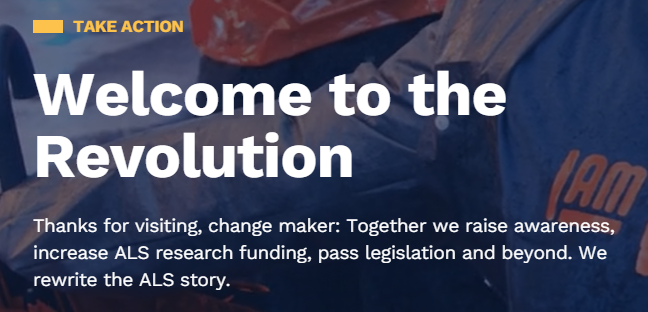 TAKE ACTION
Welcome to the
Revolution
Thanks for visiting, change maker: Together we raise awareness,
increase ALS research funding, pass legislation and beyond. We
rewrite the ALS story.
IAM